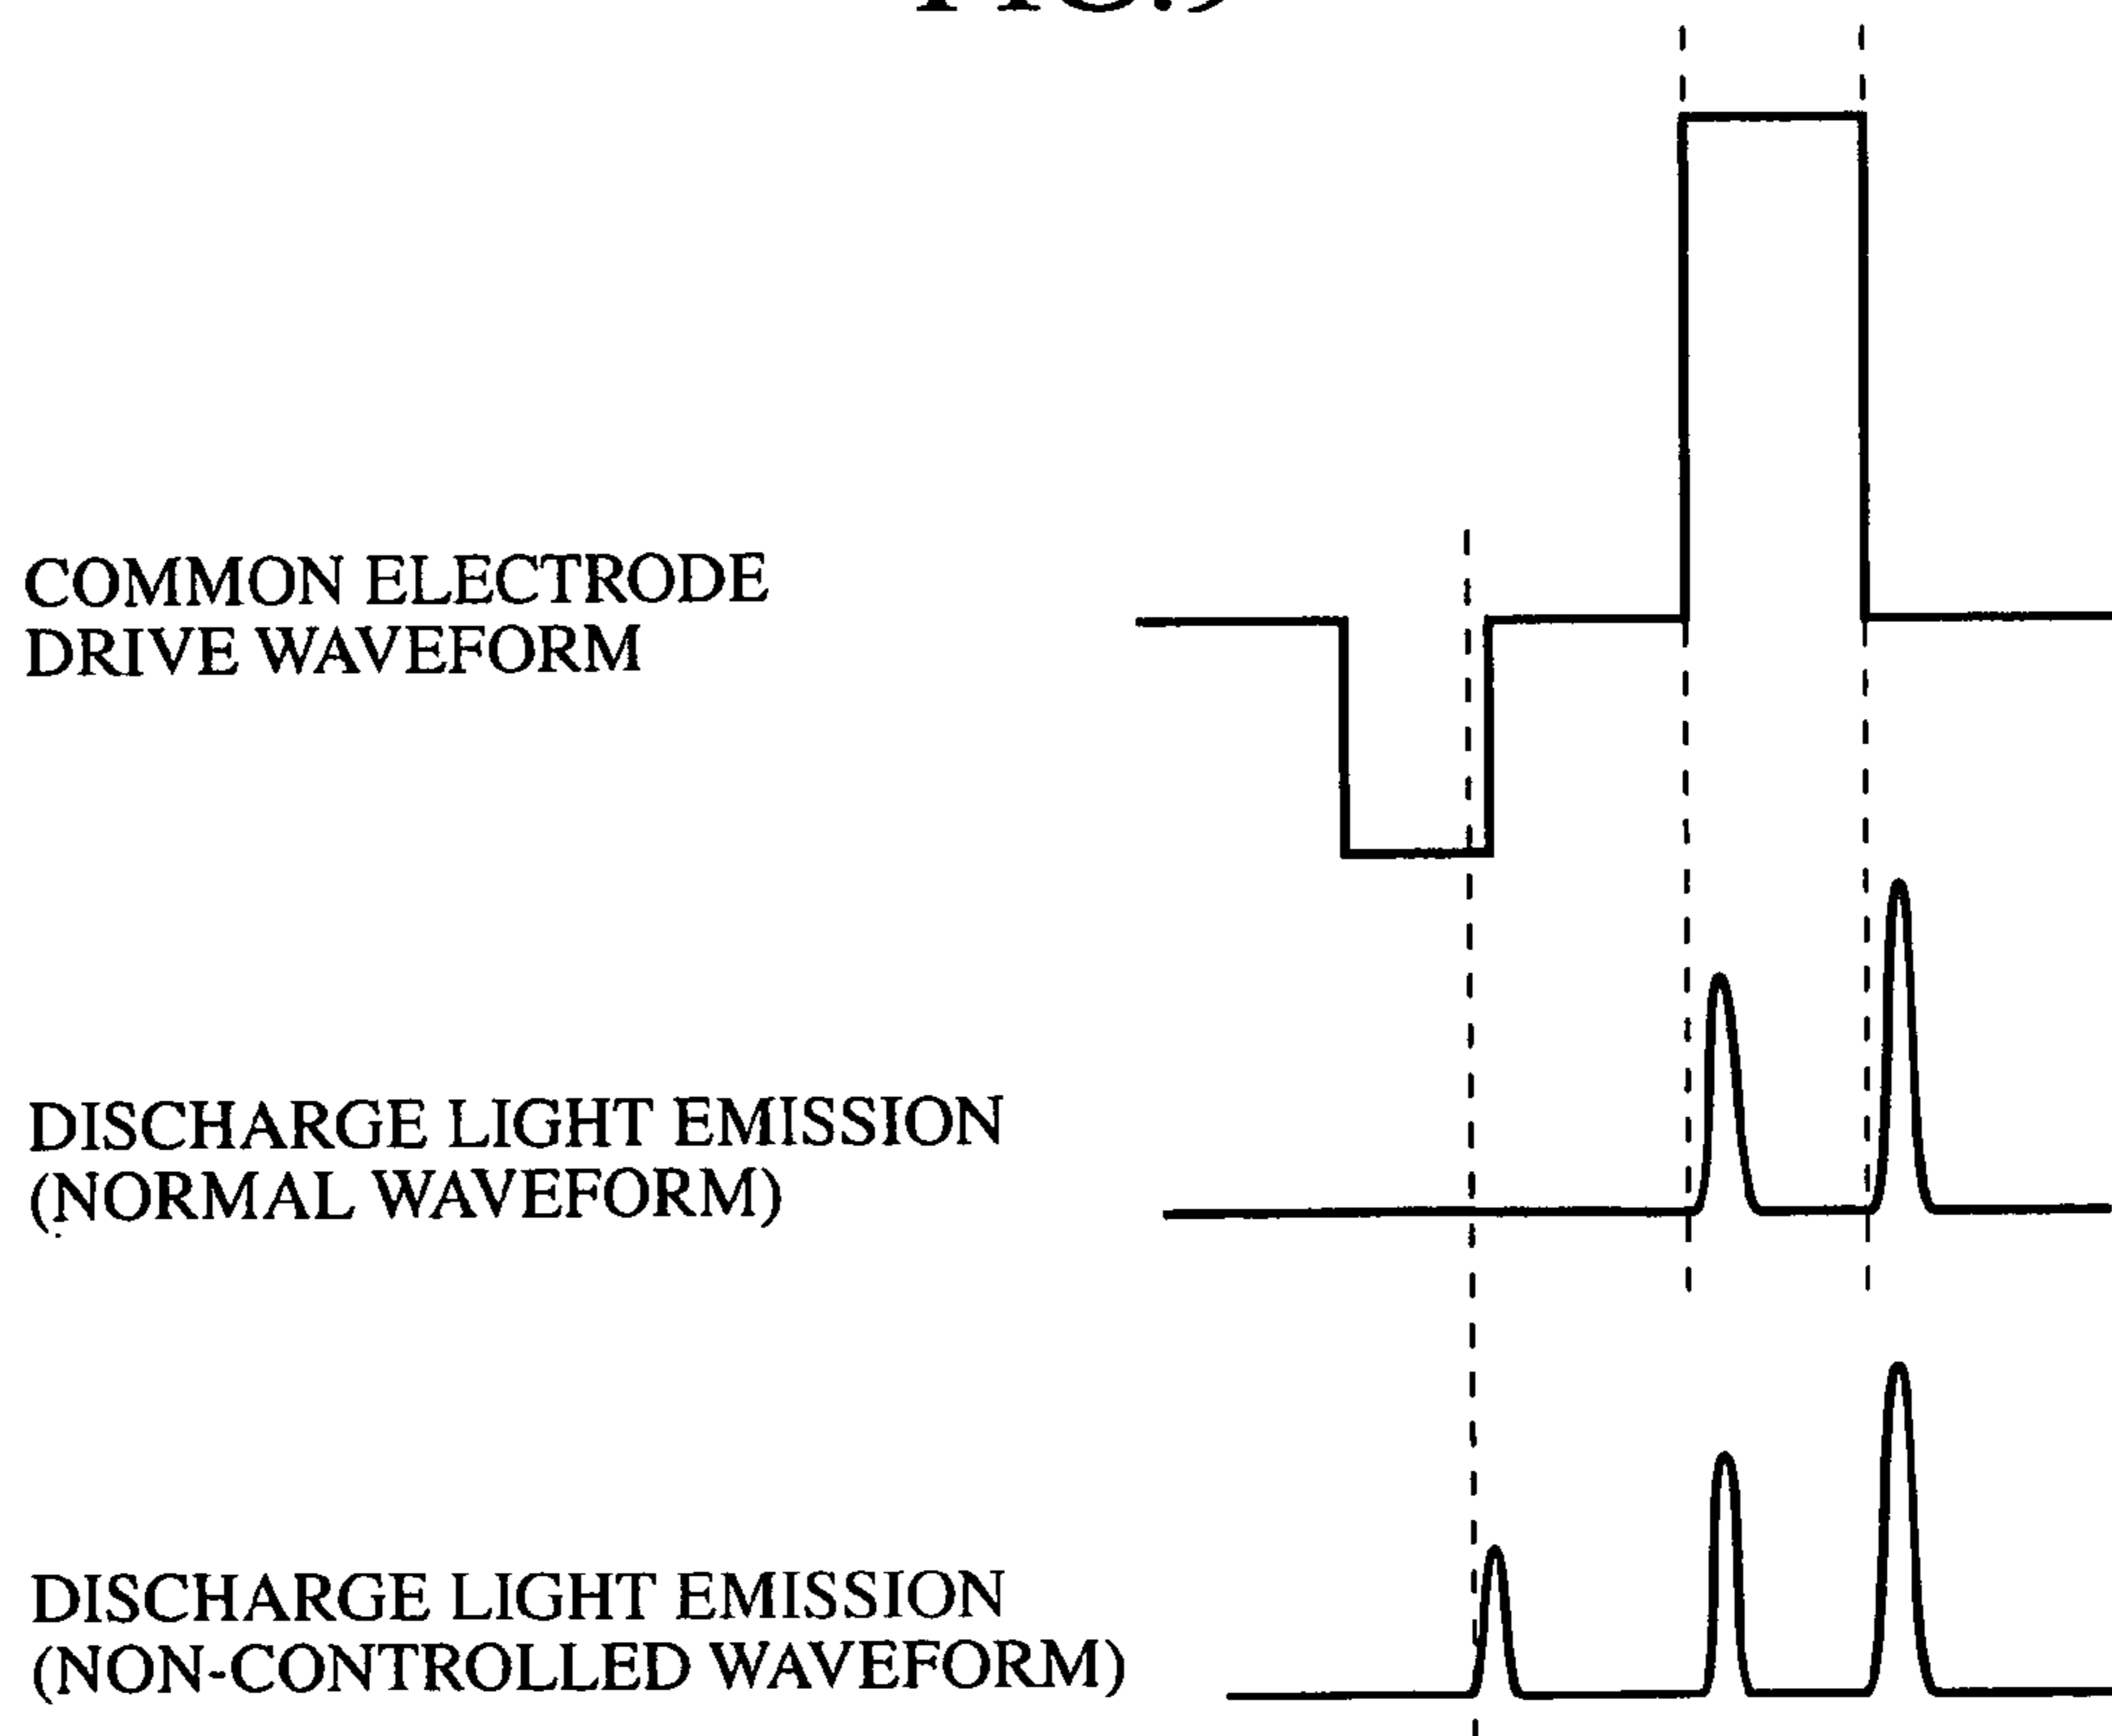 COMMON ELECTRODE
DRIVE WAVEFORM
DISCHARGE LIGHT EMISSION
(NORMAL WAVEFORM)
DISCHARGE LIGHT EMISSION
(NON-CONTROLLED WAVEFORM)